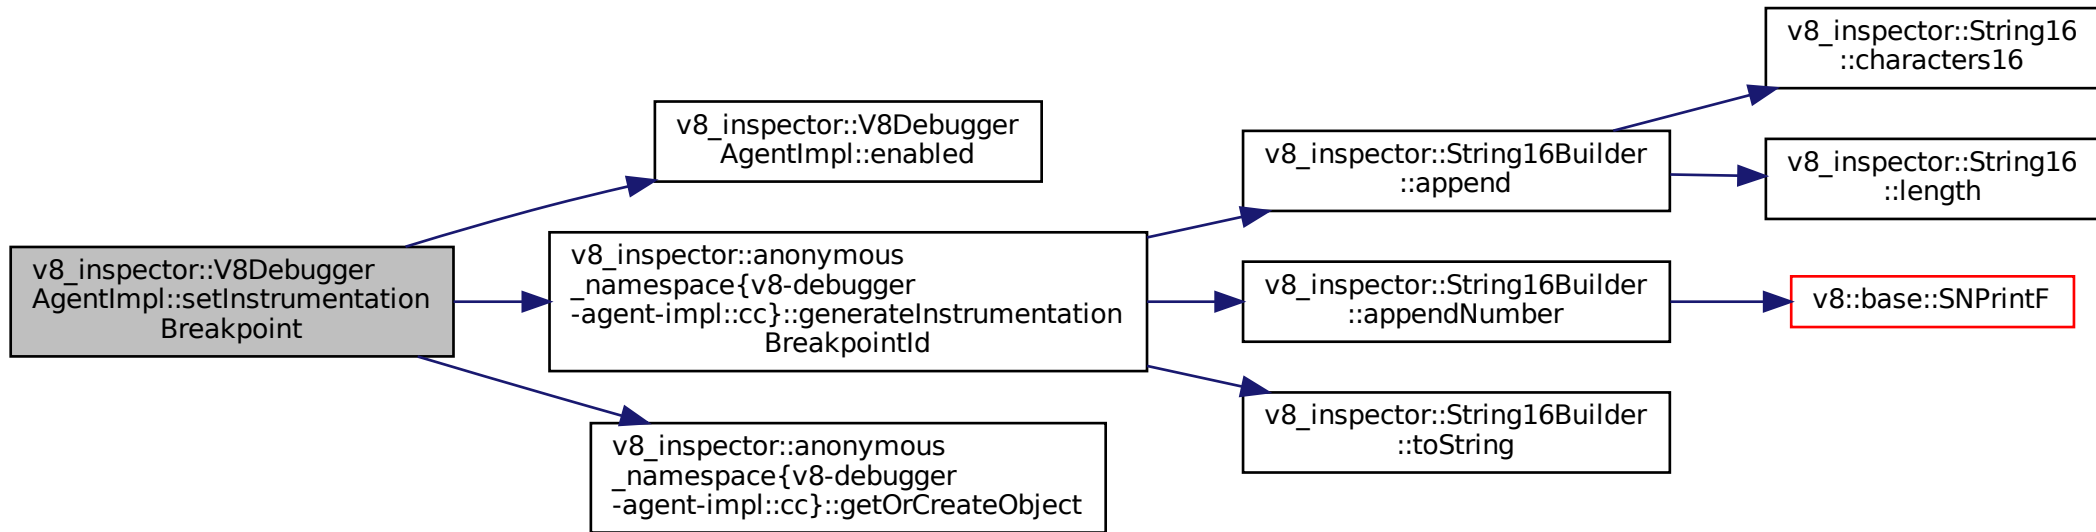 v8_inspector::V8Debugger
AgentImpl::setInstrumentation
Breakpoint
v8_inspector::V8Debugger
AgentImpl::enabled
v8_inspector::anonymous
_namespace{v8-debugger
-agent-impl::cc}::generateInstrumentation
BreakpointId
v8_inspector::anonymous
_namespace{v8-debugger
-agent-impl::cc}::getOrCreateObject
v8_inspector::String16Builder
::append
v8_inspector::String16Builder
::appendNumber
v8_inspector::String16Builder
::toString
v8_inspector::String16
::characters16
v8_inspector::String16
::length
v8::base::SNPrintF